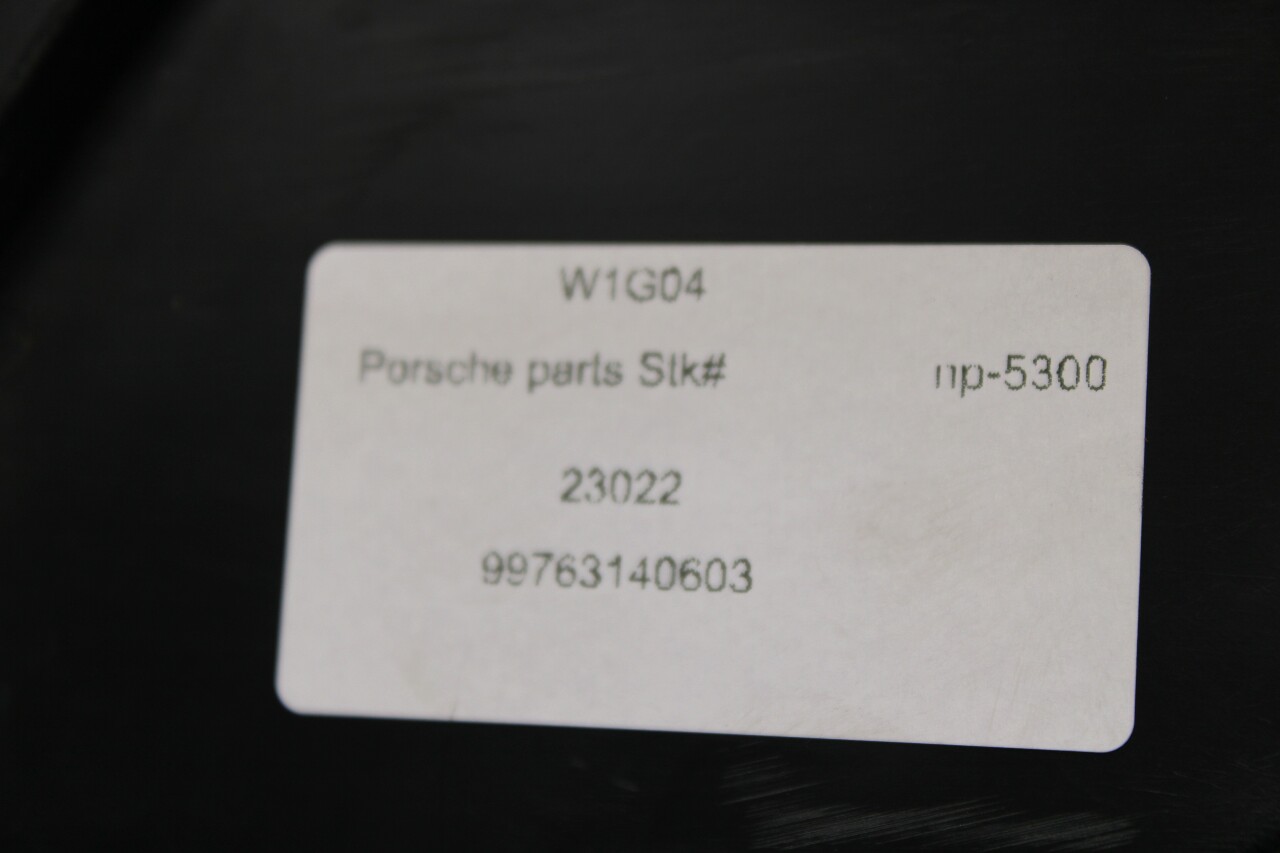 W1G04
Porsche parts Stk# np-5300
23022
99763140603